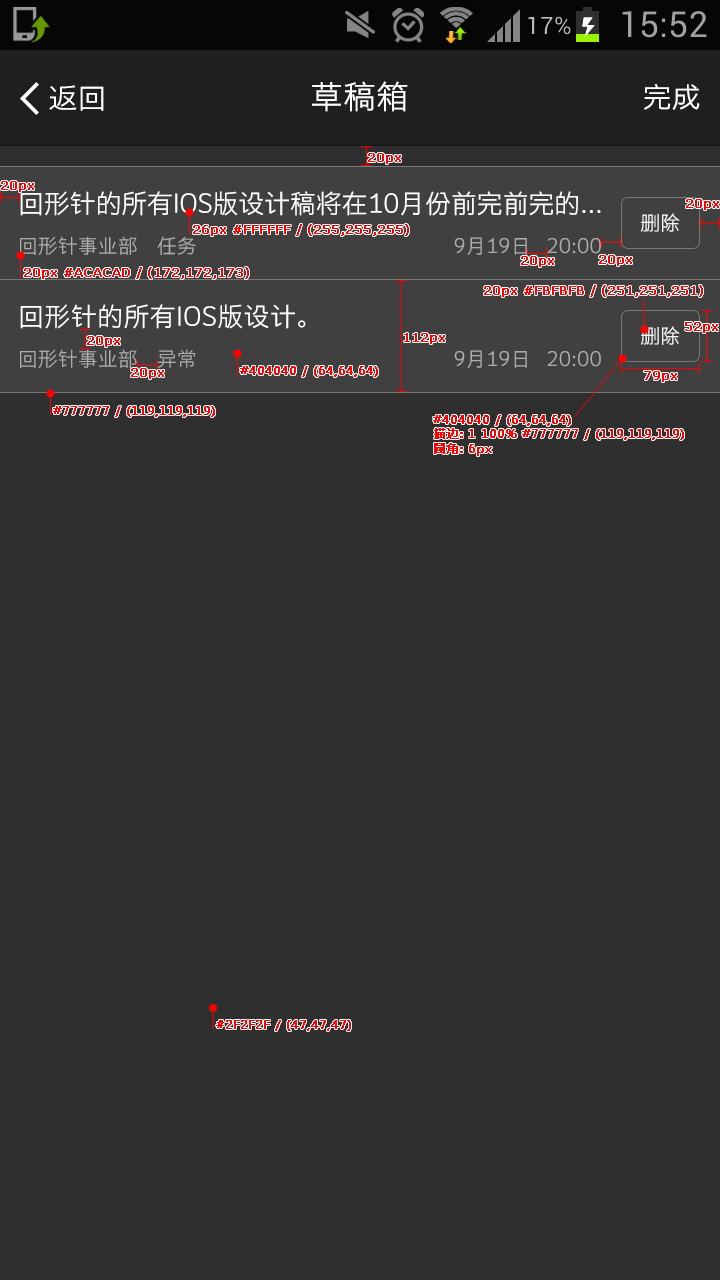 17% 15:52
返回 草稿箱 完成
20px
20px 20px
回形针的所有IOS版设计稿将在10月份前完前完的... 删除
26px #FFFFFF / (255,255,255)
回形针事业部 任务 9月19日 20:00
20px 20px
20px #ACACAD / (172,172,173)
20px #FBFBFB / (251,251,251)
回形针的所有IOS版设计。 删除 52px
20px 112px
回形针事业部 异常 9月19日 20:00
20px #404040 / (64,64,64) 79px
#777777 / (119,119,119)
#404040 / (64,64,64)
描边: 1 100% #777777 / (119,119,119)
圆角: 6px
#2F2F2F / (47,47,47)